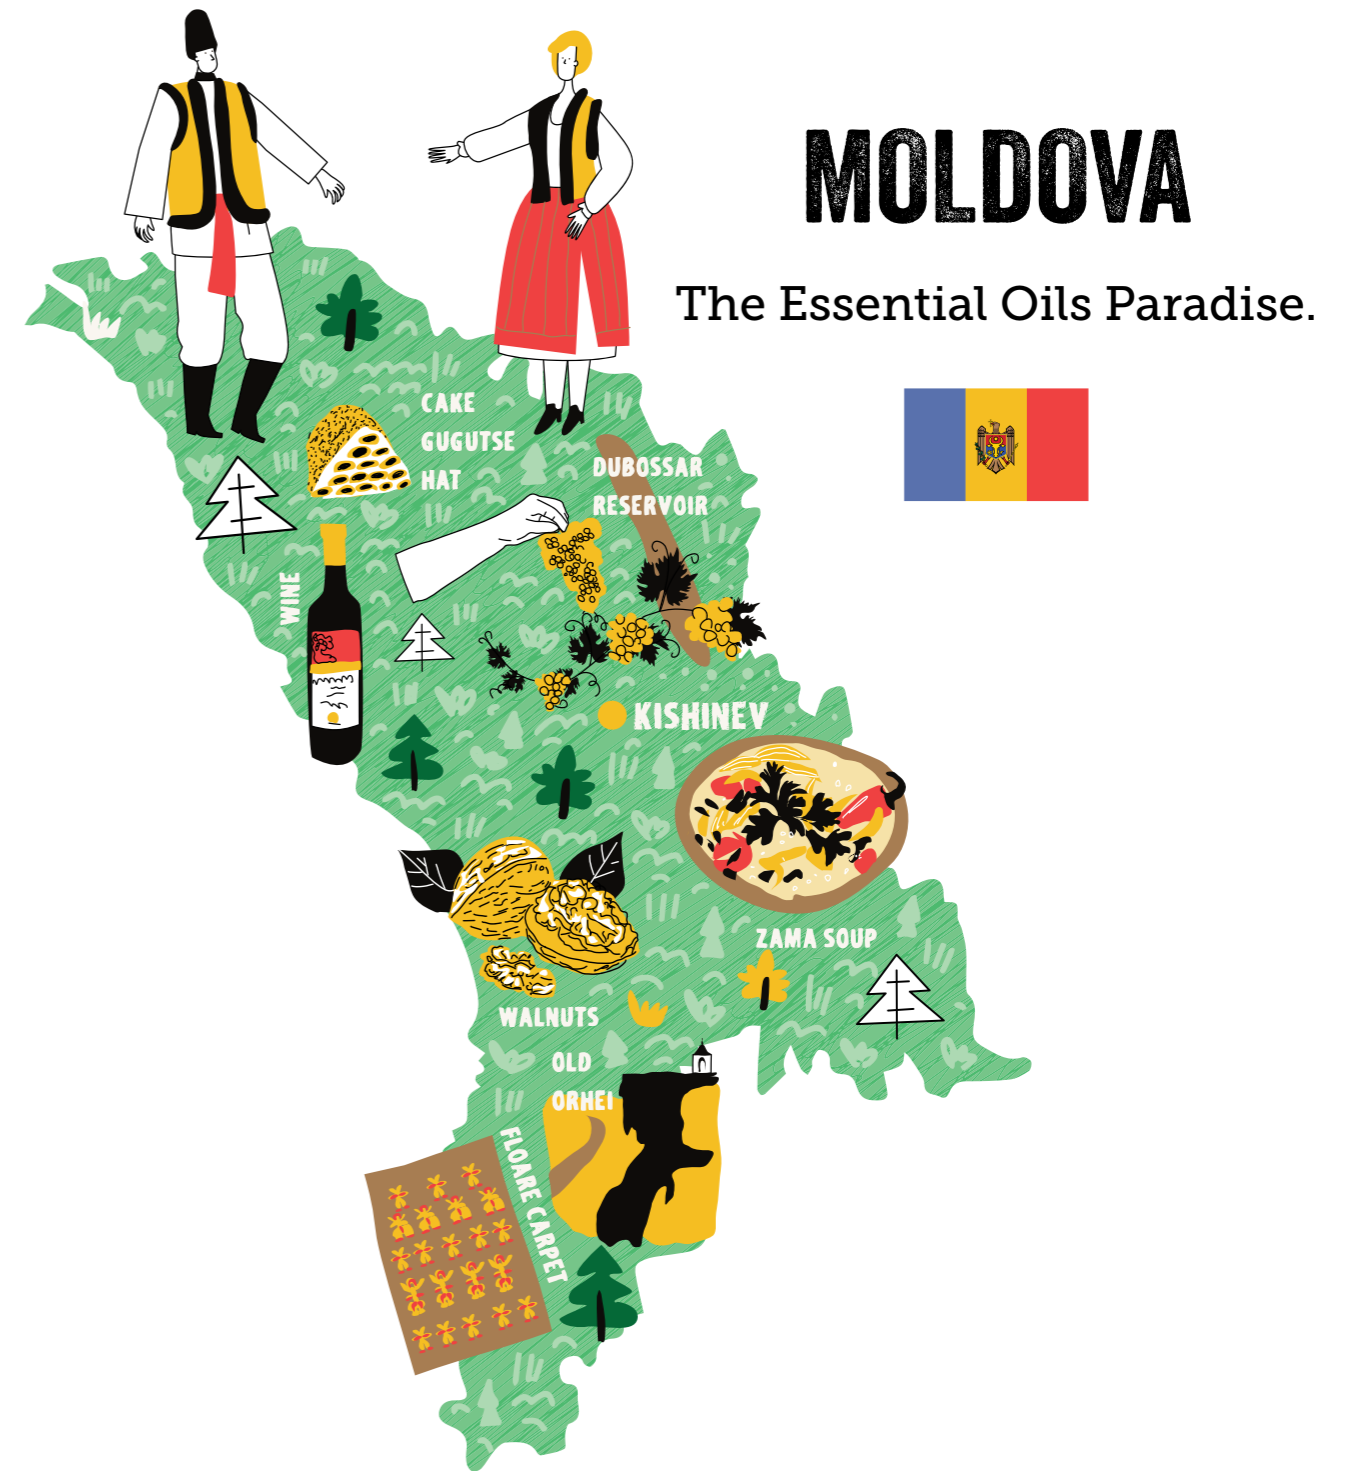 MOLDOVA
The Essential Oils Paradise.
CAKE
GUGUTSE
HAT
DUBOSSAR
RESERVOIR
WINE
KISHINEV
ZAMA SOUP
WALNUTS
OLD
ORHEI
FLOARE CARPET